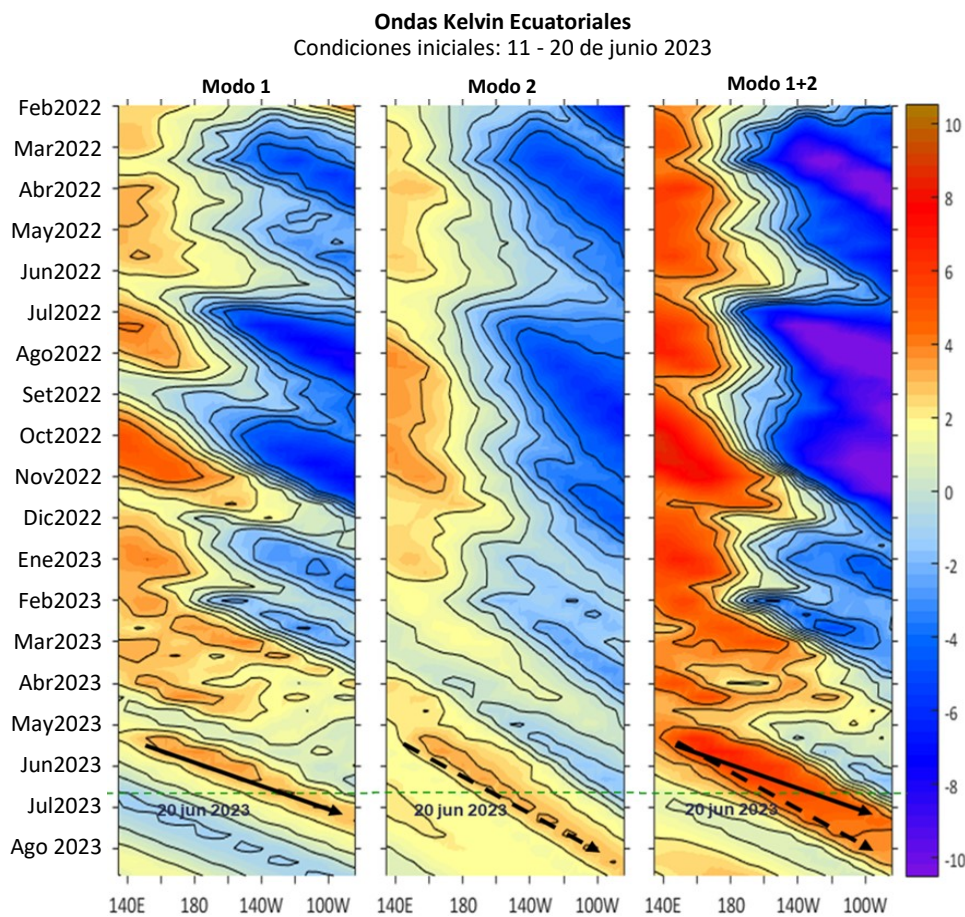 Ondas Kelvin Ecuatoriales
Condiciones iniciales: 11 - 20 de junio 2023
Modo 1
Modo 2
Modo 1+2
Feb2022
Mar2022
Abr2022
May2022
Jun2022
Jul2022
Ago2022
Set2022
Oct2022
Nov2022
Dic2022
Ene2023
Feb2023
Mar2023
Abr2023
May2023
Jun2023
Jul2023
Ago 2023
20 jun 2023
20 jun 2023
20 jun 2023
140E 180 140W 100W
140E 180 140W 100W
140E 180 140W 100W
10
8
6
4
2
0
-2
-4
-6
-8
-10